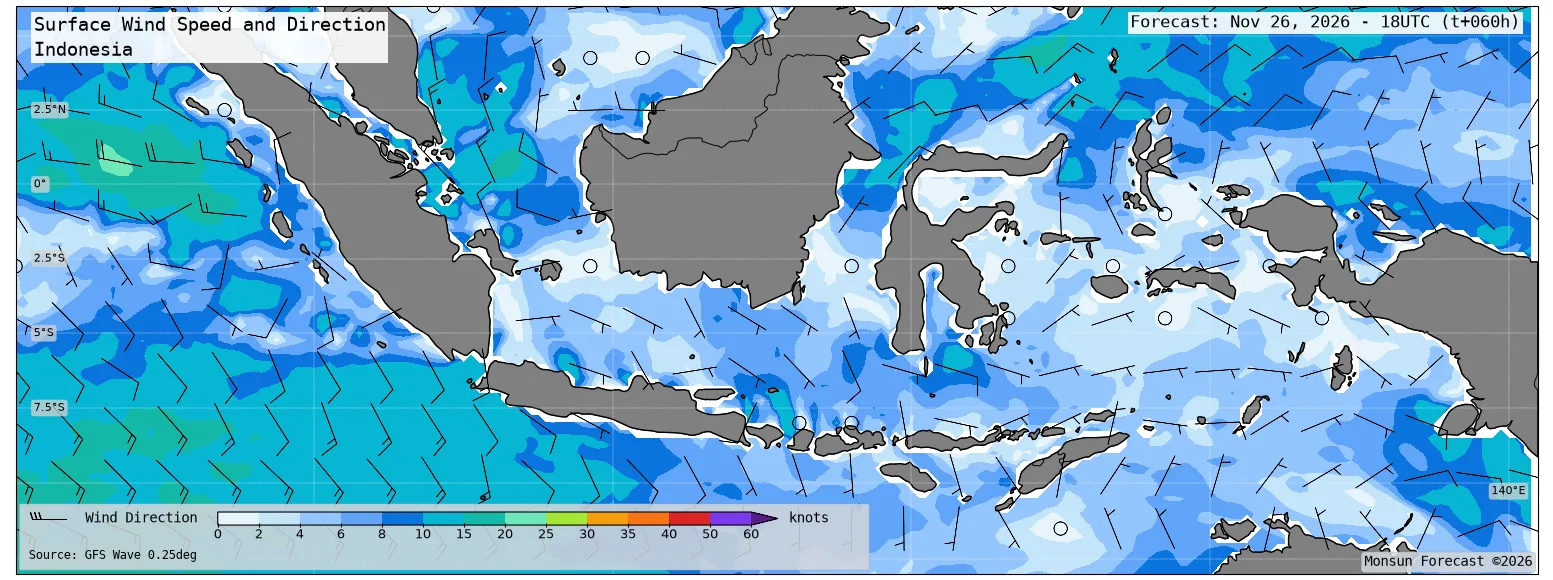 Surface Wind Speed and Direction
Indonesia
Forecast: Nov 26, 2026 - 18UTC (t+060h)
2.5°N
0°
2.5°S
5°S
7.5°S
140°E
Wind Direction
0 2 4 6 8 10 15 20 25 30 40 50 60
knots
Source: GFS Wave 0.25deg
Monsun Forecast ©2026